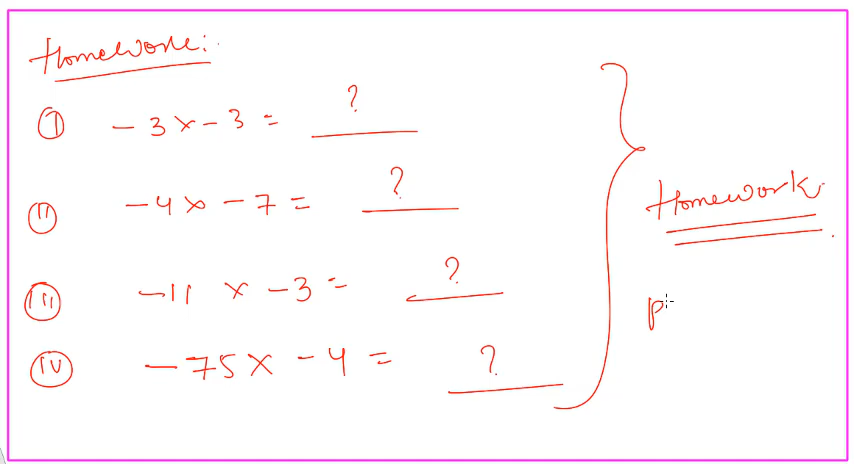 Homework:
I -3 x -3 = ?
II -4 x -7 = ?
III -11 x -3 = ?
IV -75 x -4 = ?
Homework.
p